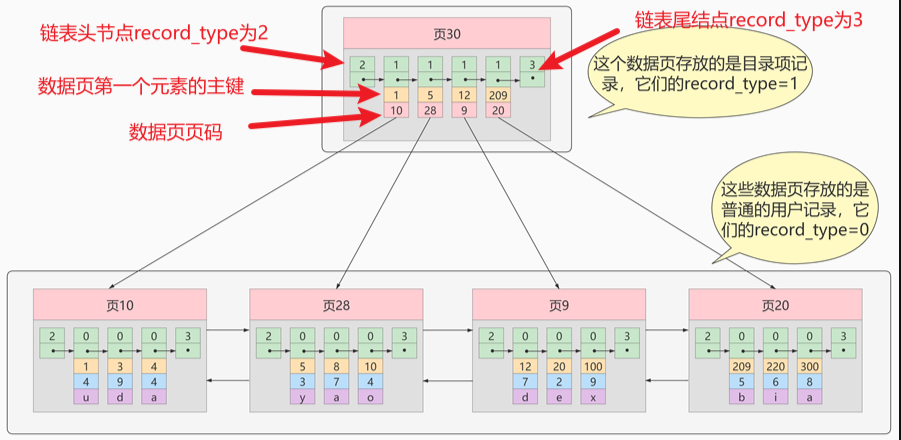 链表头节点record_type为2
链表尾结点record_type为3
页30
2 1 1 1 1 3
数据页第一个元素的主键
1 5 12 209
数据页页码
10 28 9 20
这个数据页存放的是目录项记
录，它们的record_type=1
这些数据页存放的是
普通的用户记录，它
们的record_type=0
页10
2 0 0 0 3
1 3 4
4 9 4
u d a
页28
2 0 0 0 3
5 8 10
3 7 4
y a o
页9
2 0 0 0 3
12 20 100
7 2 9
d e x
页20
2 0 0 0 3
209 220 300
5 6 8
b i a